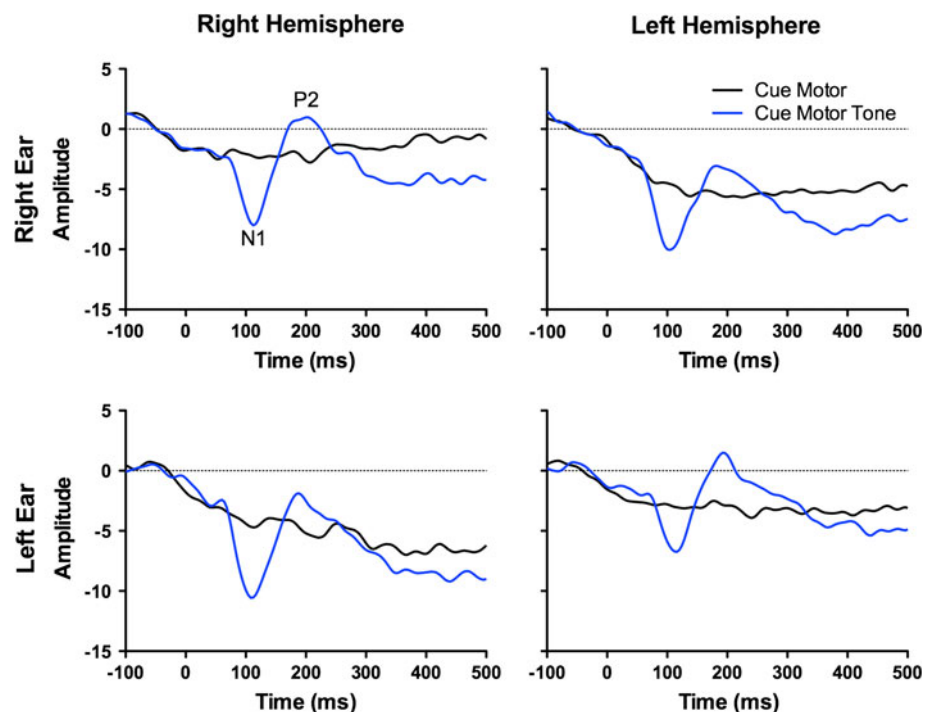 Right Hemisphere
Left Hemisphere
Right Ear
Amplitude
5
0
-5
-10
-15
P2
N1
-100 0 100 200 300 400 500
Time (ms)
5
0
-5
-10
-15
Cue Motor
Cue Motor Tone
-100 0 100 200 300 400 500
Time (ms)
Left Ear
Amplitude
5
0
-5
-10
-15
-100 0 100 200 300 400 500
Time (ms)
5
0
-5
-10
-15
-100 0 100 200 300 400 500
Time (ms)